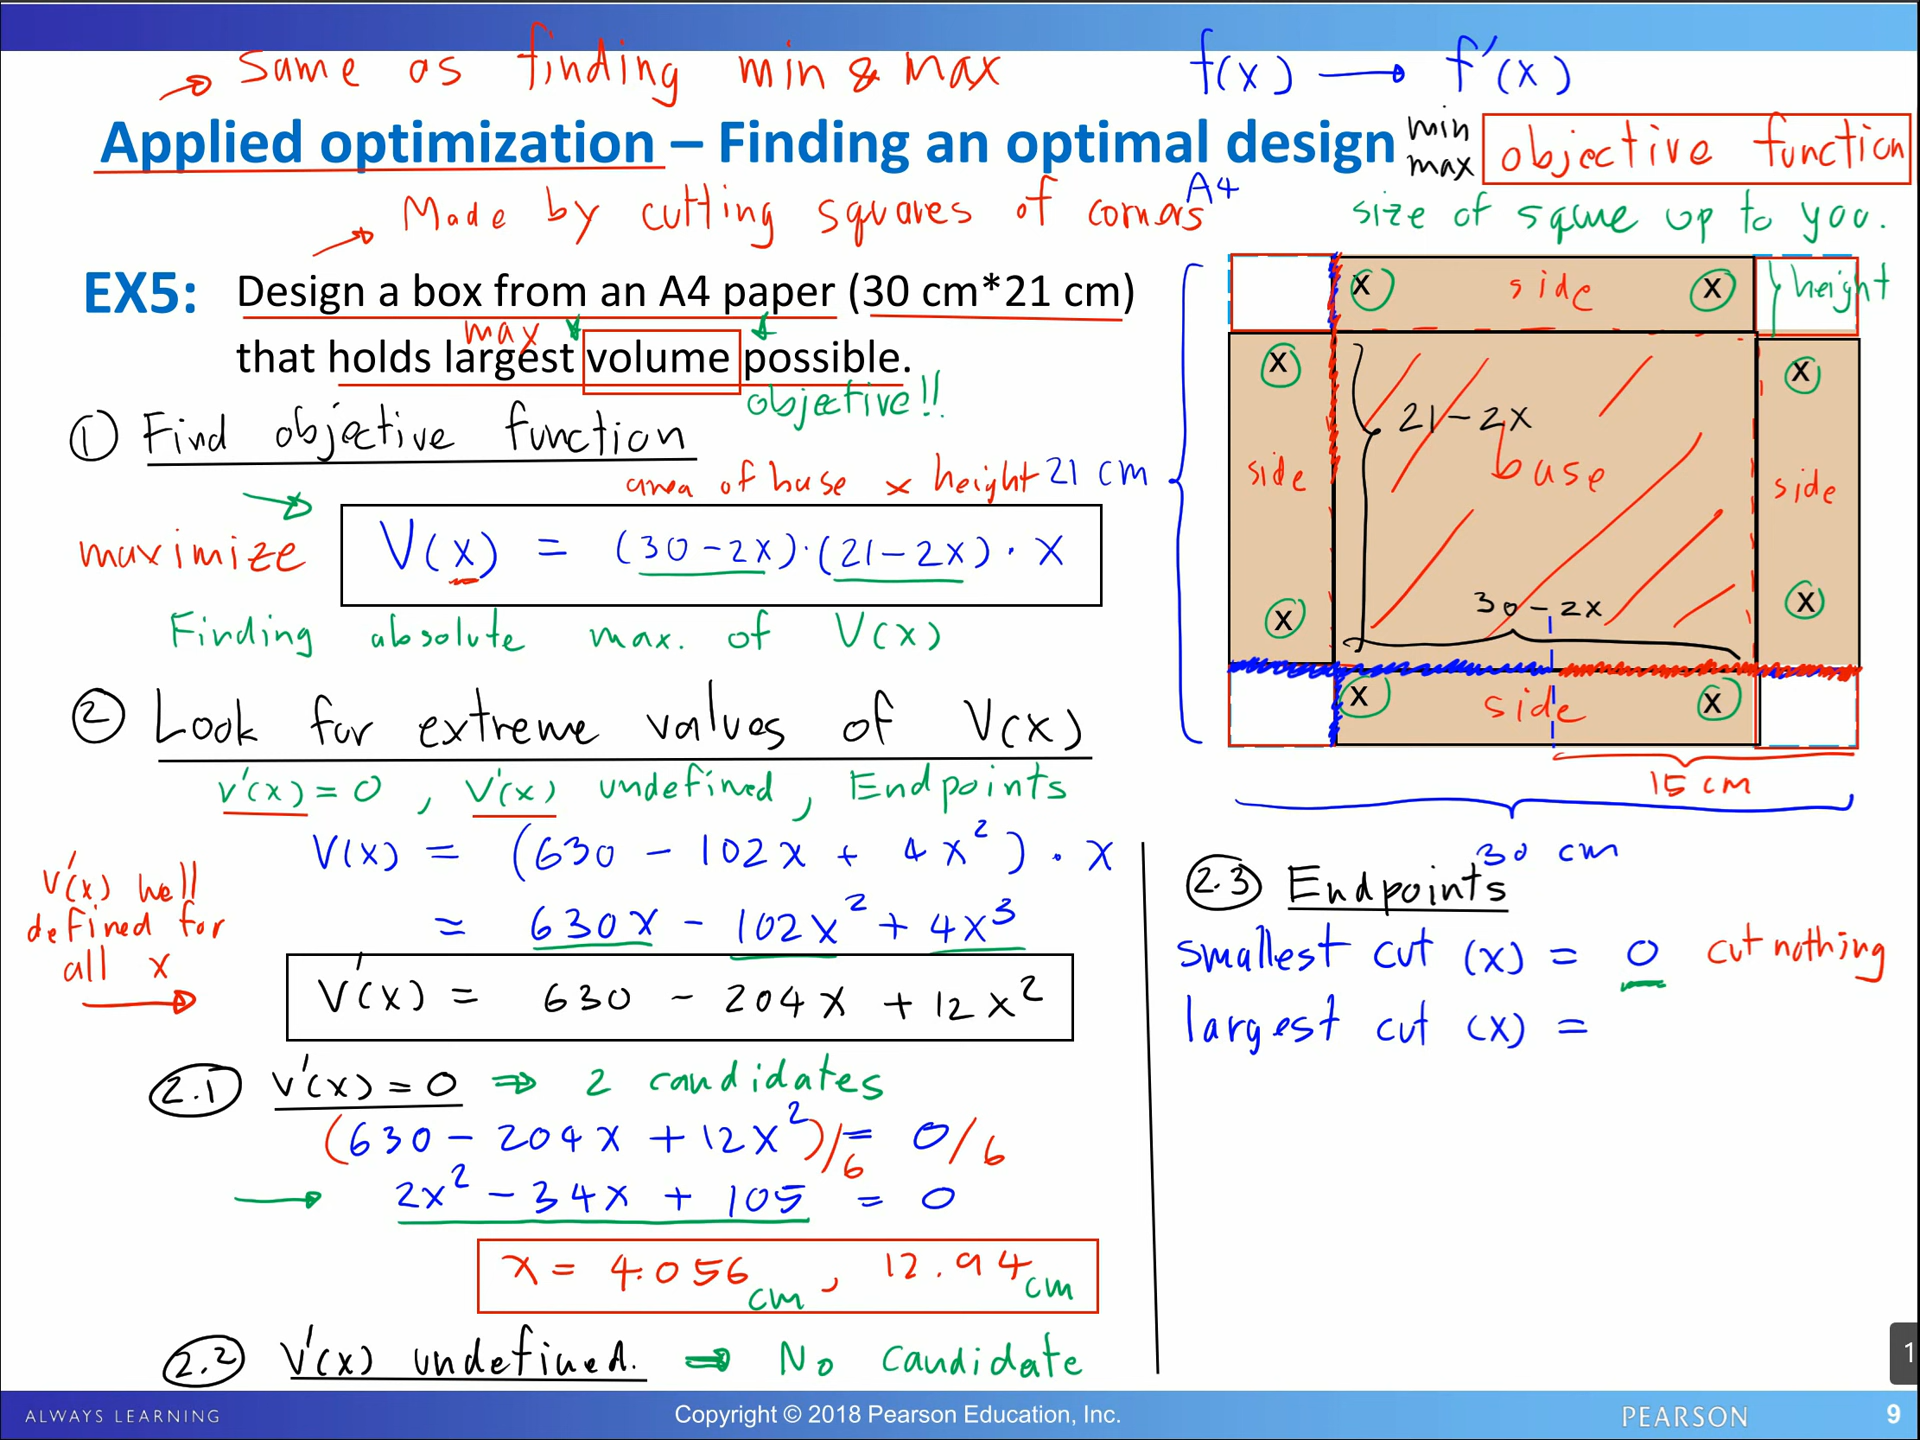 → Same as finding min & max
f(x) → f'(x)
Applied optimization – Finding an optimal design
min
max
objective function
→ Made by cutting squares of corners
A4
size of squre up to you.
EX5: Design a box from an A4 paper (30 cm*21 cm)
max
that holds largest volume possible.
objective!!
① Find objective function
area of base x height
maximize V(x) = (30-2x)·(21-2x)·x
Finding absolute max. of V(x)
② Look for extreme values of V(x)
v'(x) = 0, V'(x) undefined, Endpoints
V(x) = (630 - 102x + 4x²)·x
= 630x - 102x² + 4x³
V'(x) well
defined for
all x
→
V'(x) = 630 - 204x + 12x²
2.1 V'(x) = 0 ⇒ 2 candidates
(630 - 204x + 12x²)/6 = 0/6
→ 2x² - 34x + 105 = 0
x = 4.056 cm, 12.94 cm
2.2 V'(x) undefined. ⇒ No candidate
x side x height
x x
21-2x
21 cm
side base side
30-2x
x x
x side x
15 cm
30 cm
2.3 Endpoints
smallest cut (x) = 0 cut nothing
largest cut (x) =
1
ALWAYS LEARNING
Copyright © 2018 Pearson Education, Inc.
PEARSON
9